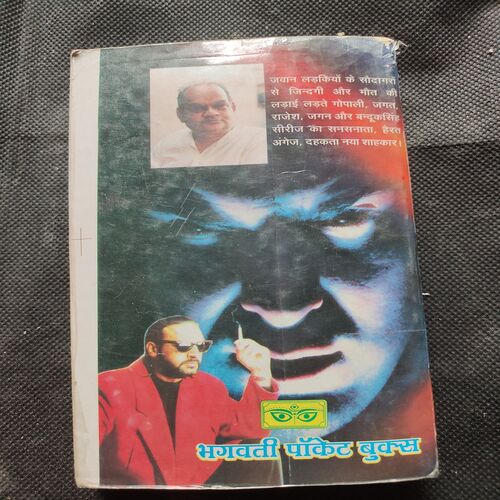 जवान लड़कियों के सौदागरों
से जिन्दगी और मौत की
लड़ाई लड़ते गोपाली, जगत,
राजेश, जगन और बन्दूकसिंह
सीरीज का सनसनाता, हैरत
अंगेज, दहकता नया शाहकार।
भगवती पॉकेट बुक्स